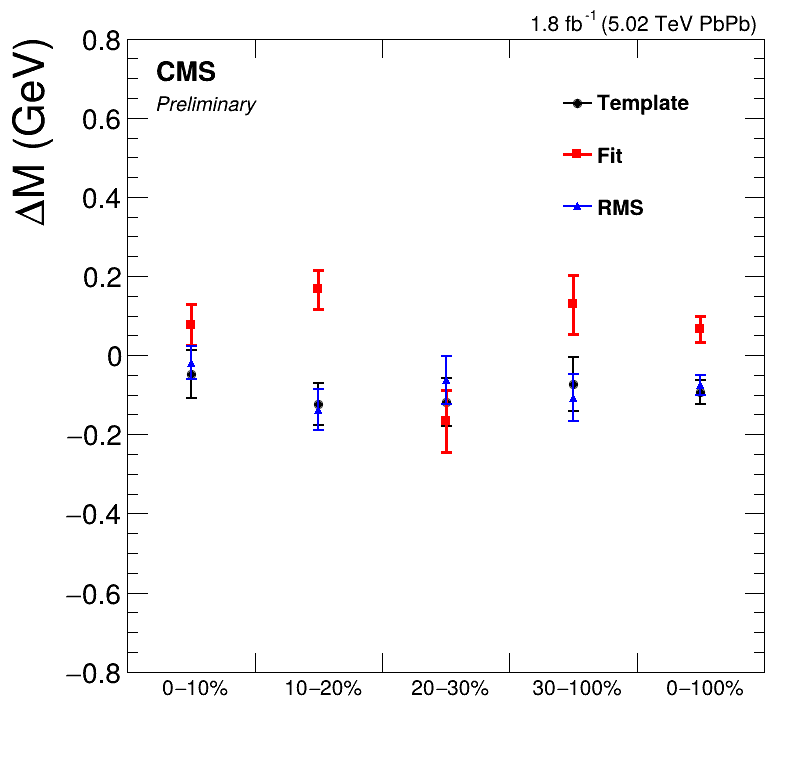 1.8 fb-1 (5.02 TeV PbPb)
ΔM (GeV)
CMS
Preliminary
Template
Fit
RMS
0.8
0.6
0.4
0.2
0
−0.2
−0.4
−0.6
−0.8
0−10% 10−20% 20−30% 30−100% 0−100%